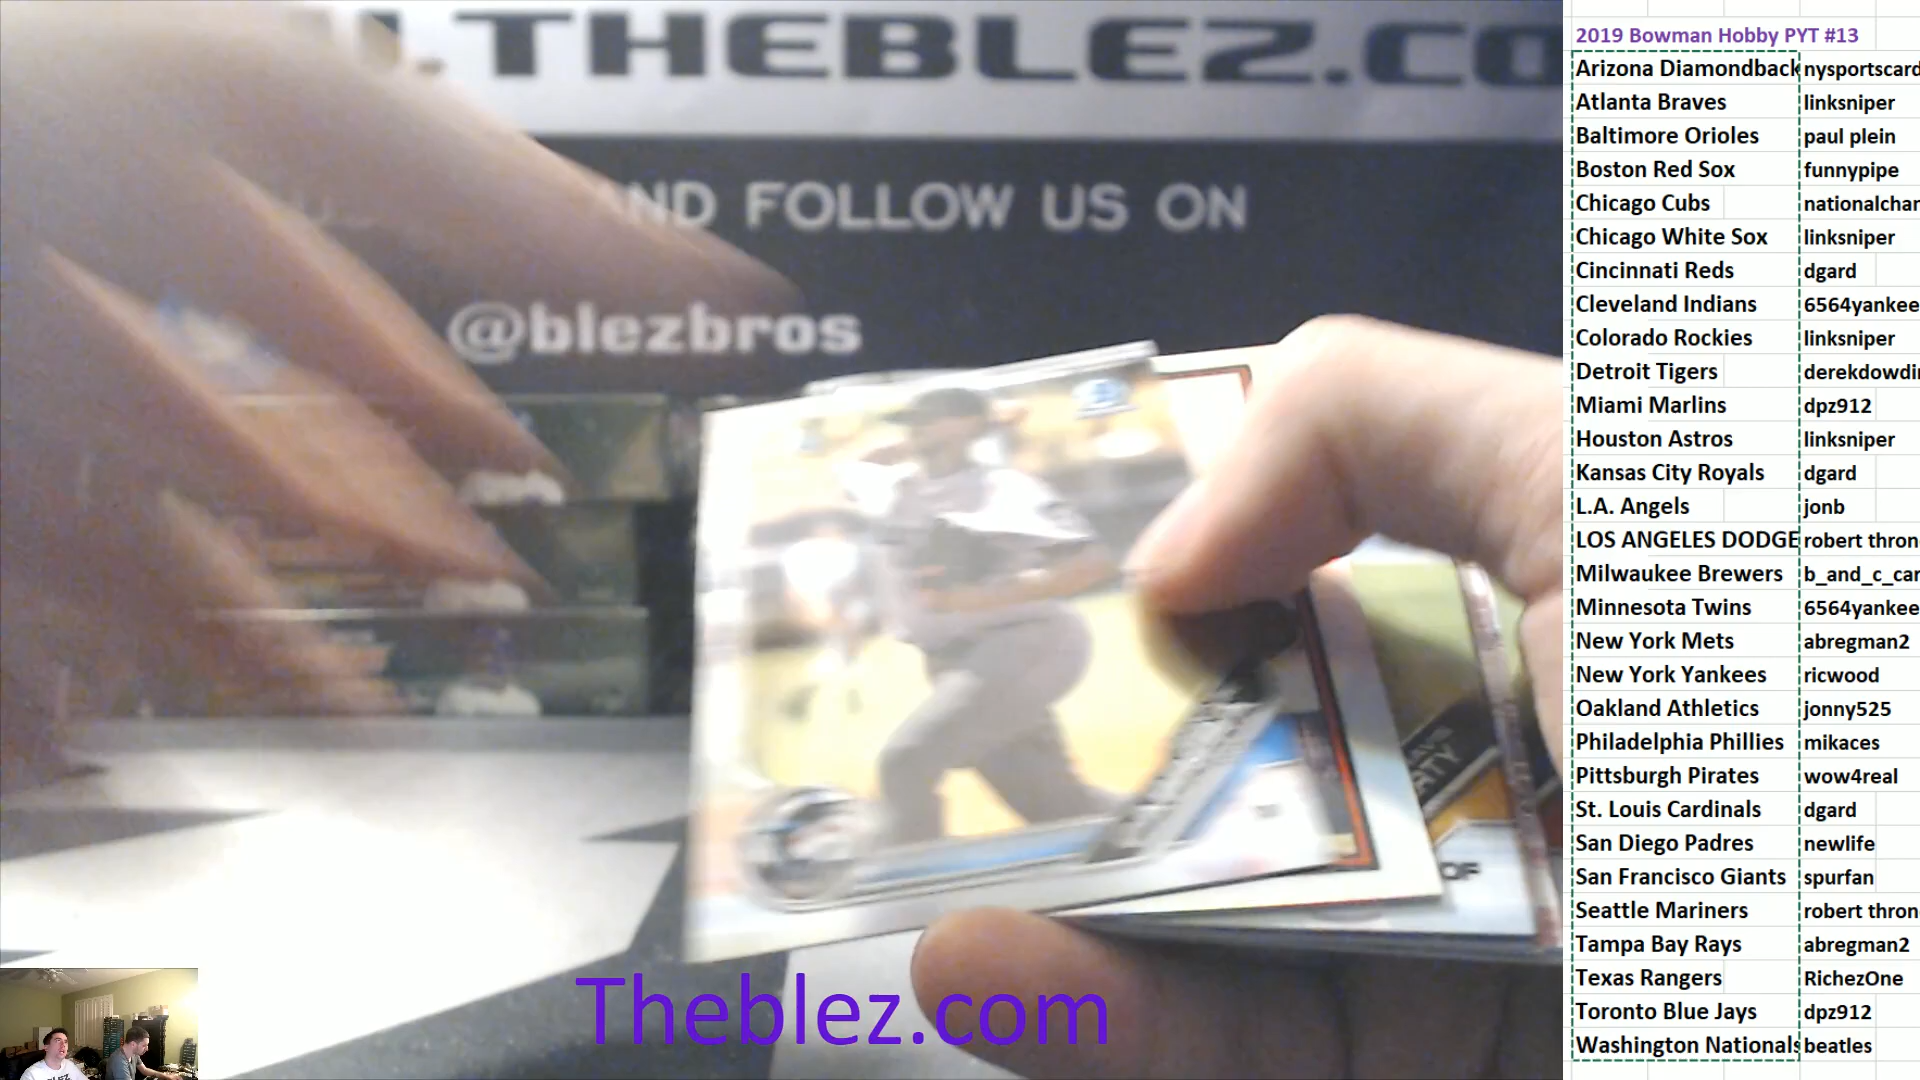 .THEBLEZ.CO
AND FOLLOW US ON
@blezbros
OF
Theblez.com
2019 Bowman Hobby PYT #13
Arizona Diamondback nysportscard
Atlanta Braves linksniper
Baltimore Orioles paul plein
Boston Red Sox funnypipe
Chicago Cubs nationalchar
Chicago White Sox linksniper
Cincinnati Reds dgard
Cleveland Indians 6564yankee
Colorado Rockies linksniper
Detroit Tigers derekdowdin
Miami Marlins dpz912
Houston Astros linksniper
Kansas City Royals dgard
L.A. Angels jonb
LOS ANGELES DODGE robert thron
Milwaukee Brewers b_and_c_car
Minnesota Twins 6564yankee
New York Mets abregman2
New York Yankees ricwood
Oakland Athletics jonny525
Philadelphia Phillies mikaces
Pittsburgh Pirates wow4real
St. Louis Cardinals dgard
San Diego Padres newlife
San Francisco Giants spurfan
Seattle Mariners robert thron
Tampa Bay Rays abregman2
Texas Rangers RichezOne
Toronto Blue Jays dpz912
Washington Nationals beatles